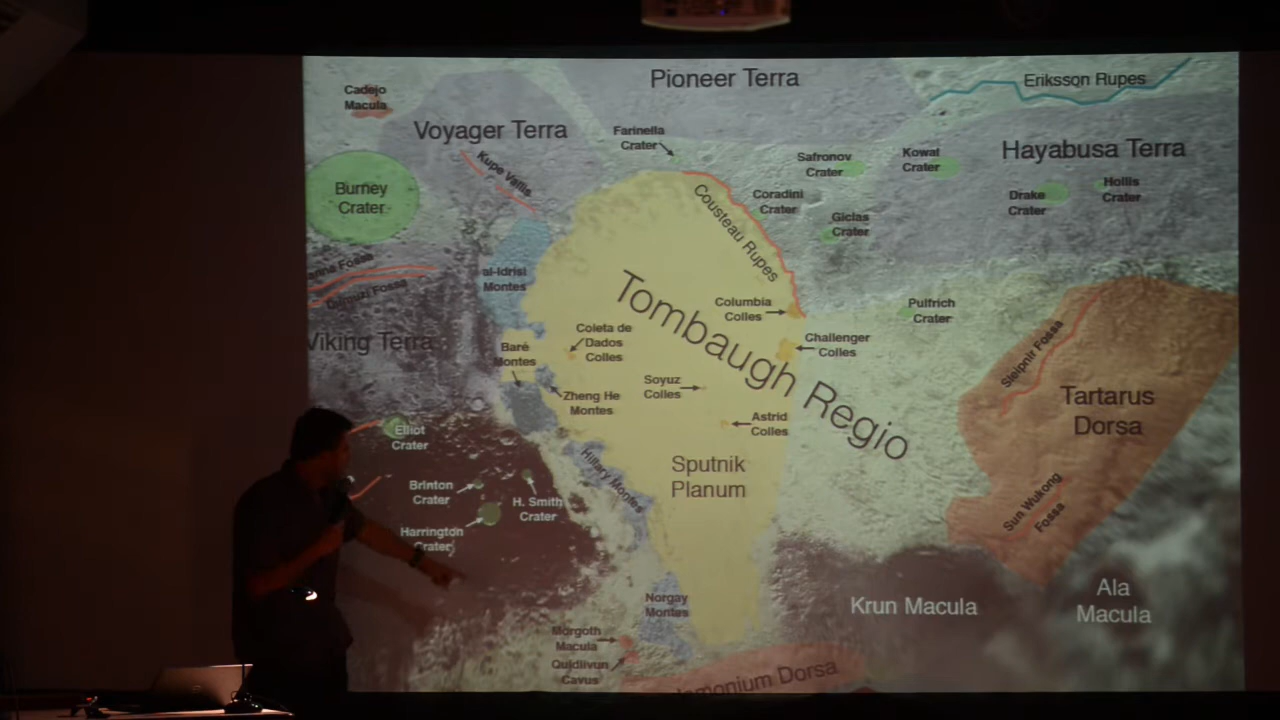 Pioneer Terra
Eriksson Rupes
Cadejo
Macula
Voyager Terra
Farinella
Crater
Safronov
Crater
Kowal
Crater
Hayabusa Terra
Kupe Vallis
Burney
Crater
Cousteau Rupes
Coradini
Crater
Giclas
Crater
Drake
Crater
Hollis
Crater
Fossa
Dumuzi Fossa
al-Idrisi
Montes
Tombaugh Regio
Columbia
Colles
Pulfrich
Crater
Viking Terra
Baré
Montes
Coleta de
Dados
Colles
Challenger
Colles
Sleipnir Fossa
Zheng He
Montes
Soyuz
Colles
Astrid
Colles
Tartarus
Dorsa
Elliot
Crater
Brinton
Crater
H. Smith
Crater
Harrington
Crater
Hillary Montes
Sputnik
Planum
Sun Wukong
Fossa
Norgay
Montes
Krun Macula
Ala
Macula
Morgoth
Macula
Quidlivun
Cavus
Dorsa